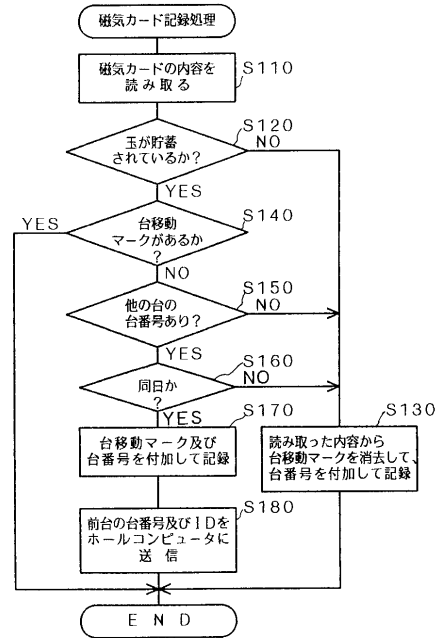 磁気カード記録処理
磁気カードの内容を
読み取る
S110
玉が貯蓄
されているか?
S120
NO
YES
台移動
マークがあるか
?
S140
YES
NO
他の台の
台番号あり?
S150
NO
YES
同日か
?
S160
NO
YES
台移動マーク及び
台番号を付加して記録
S170
読み取った内容から
台移動マークを消去して、
台番号を付加して記録
S130
前台の台番号及びIDを
ホールコンピュータに
送信
S180
END